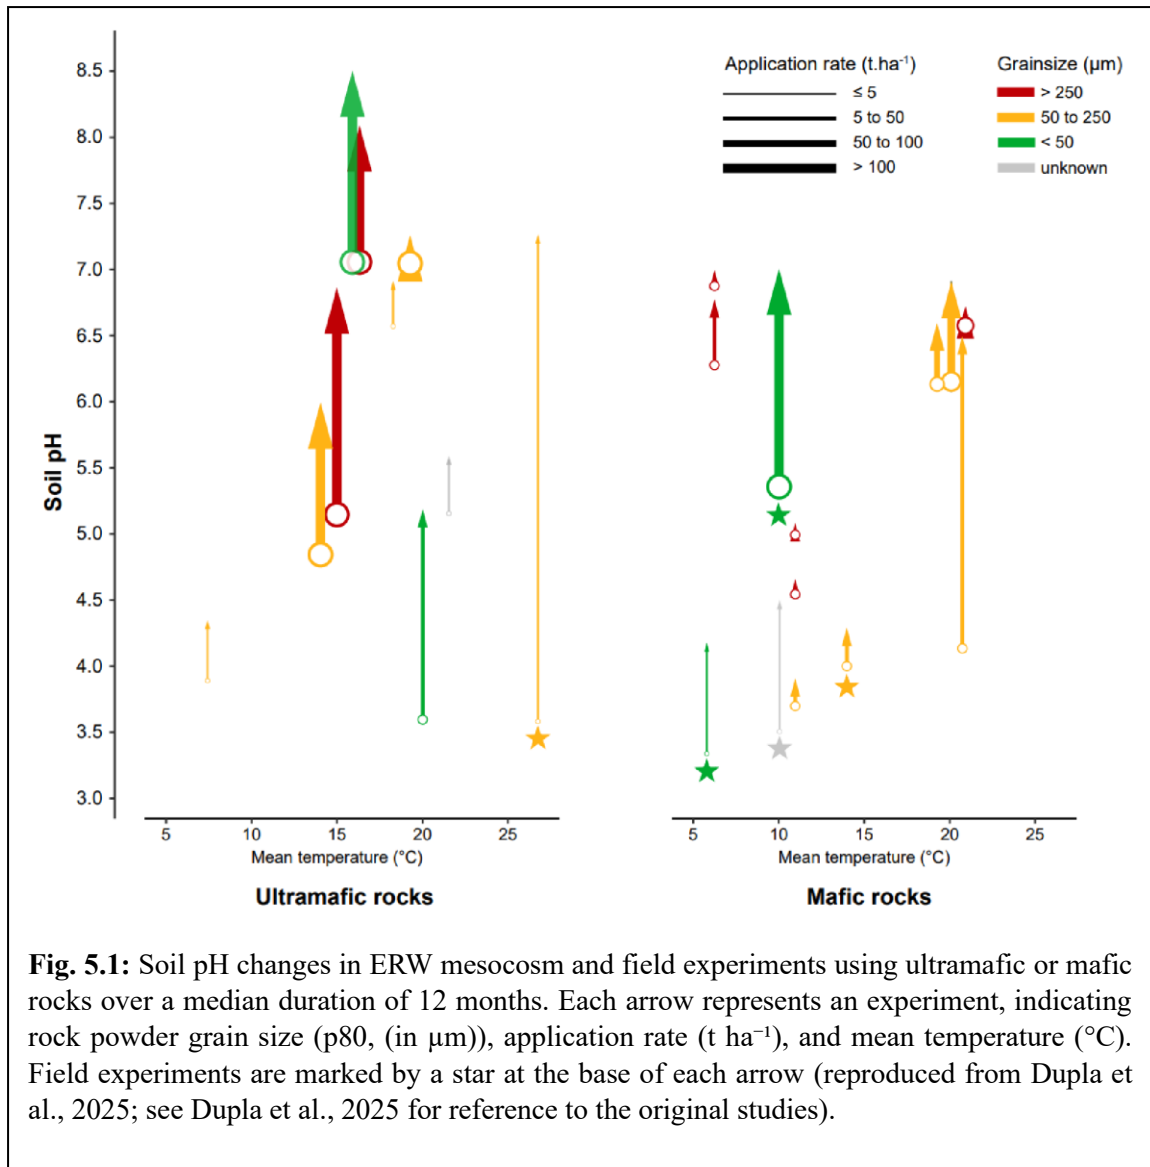 Application rate (t.ha⁻¹)
≤ 5
5 to 50
50 to 100
> 100
Grainsize (µm)
> 250
50 to 250
< 50
unknown
Soil pH
8.5
8.0
7.5
7.0
6.5
6.0
5.5
5.0
4.5
4.0
3.5
3.0
5 10 15 20 25
Mean temperature (°C)
Ultramafic rocks
5 10 15 20 25
Mean temperature (°C)
Mafic rocks
Fig. 5.1: Soil pH changes in ERW mesocosm and field experiments using ultramafic or mafic
rocks over a median duration of 12 months. Each arrow represents an experiment, indicating
rock powder grain size (p80, (in µm)), application rate (t ha⁻¹), and mean temperature (°C).
Field experiments are marked by a star at the base of each arrow (reproduced from Dupla et
al., 2025; see Dupla et al., 2025 for reference to the original studies).